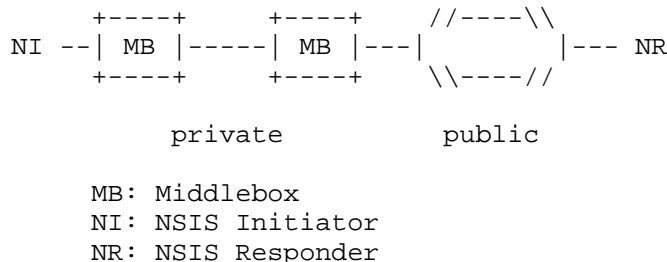 +----+     +----+    //----\\
NI --| MB |-----| MB |---|        |--- NR
+----+     +----+    \\----//
private          public
MB: Middlebox
NI: NSIS Initiator
NR: NSIS Responder